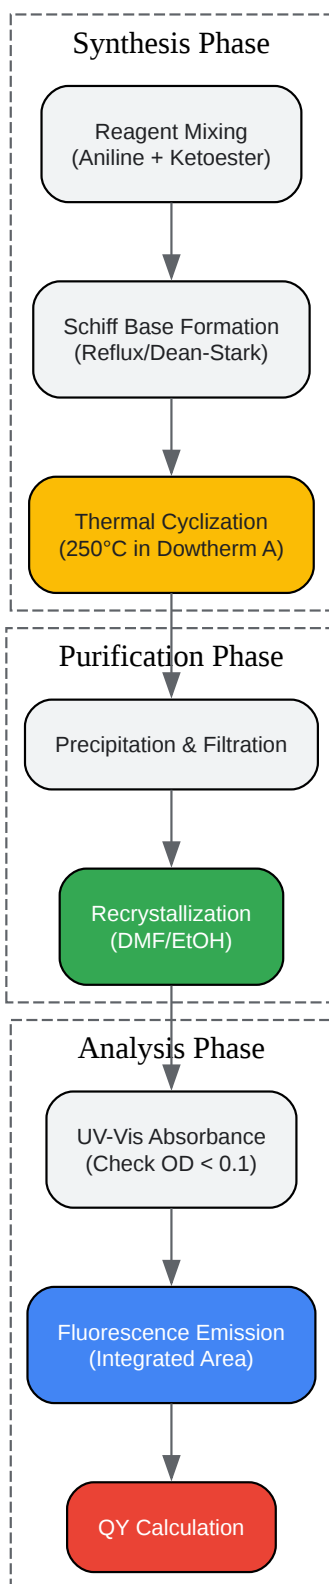 Synthesis Phase
Reagent Mixing
(Aniline + Ketoester)
Schiff Base Formation
(Reflux/Dean-Stark)
Thermal Cyclization
(250°C in Dowtherm A)
Purification Phase
Precipitation & Filtration
Recrystallization
(DMF/EtOH)
Analysis Phase
UV-Vis Absorbance
(Check OD < 0.1)
Fluorescence Emission
(Integrated Area)
QY Calculation